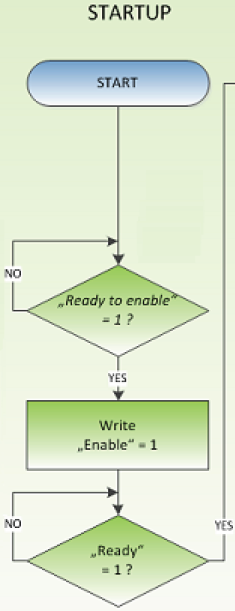 STARTUP
START
NO
„Ready to enable“
= 1 ?
YES
Write
„Enable“ = 1
NO
„Ready“
= 1 ?
YES